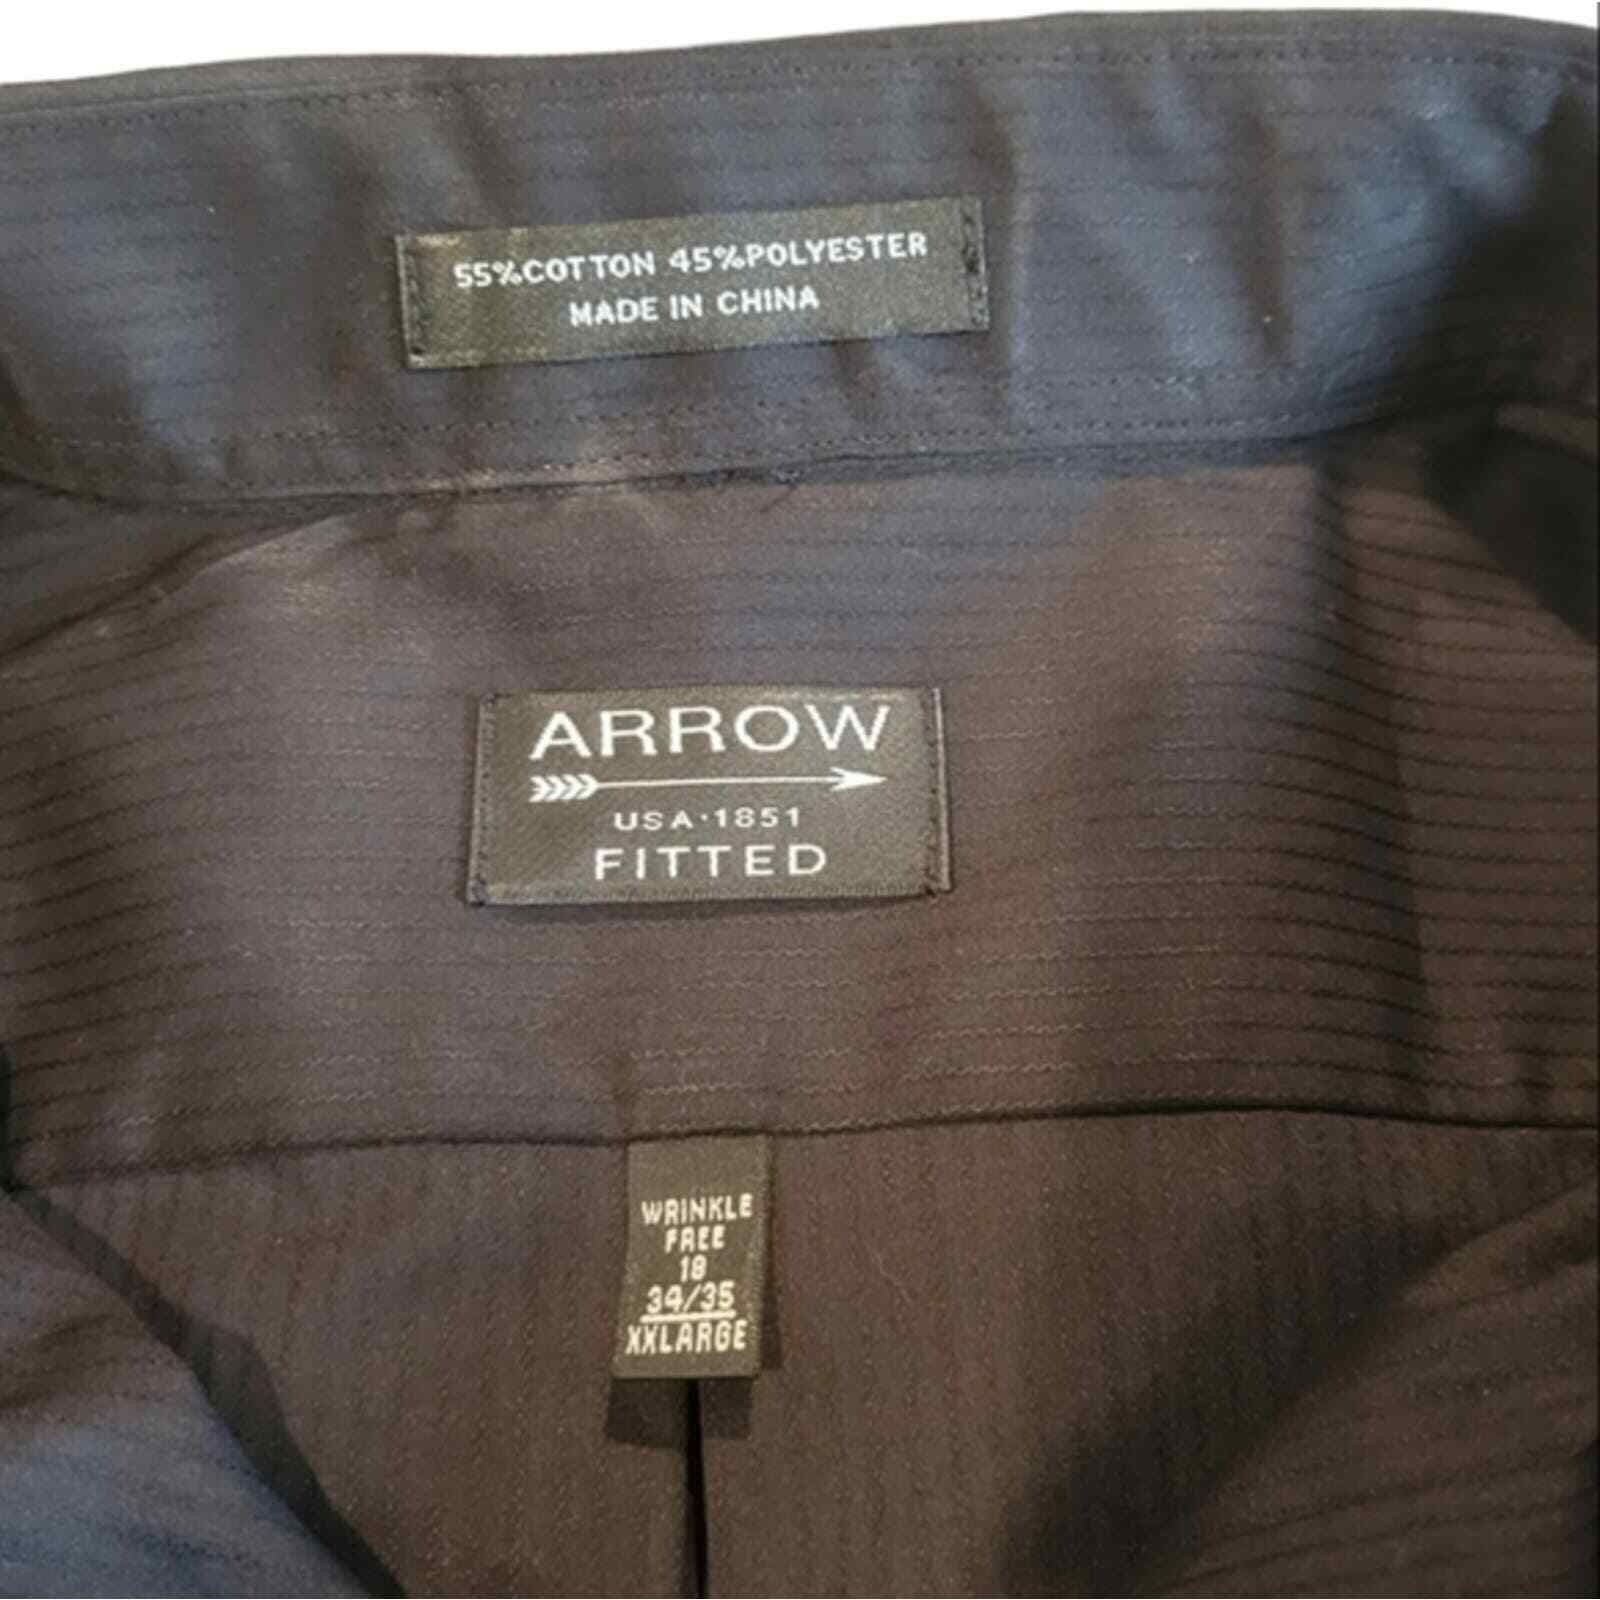 55%COTTON 45%POLYESTER
MADE IN CHINA
ARROW
USA·1851
FITTED
WRINKLE
FREE
18
34/35
XXLARGE